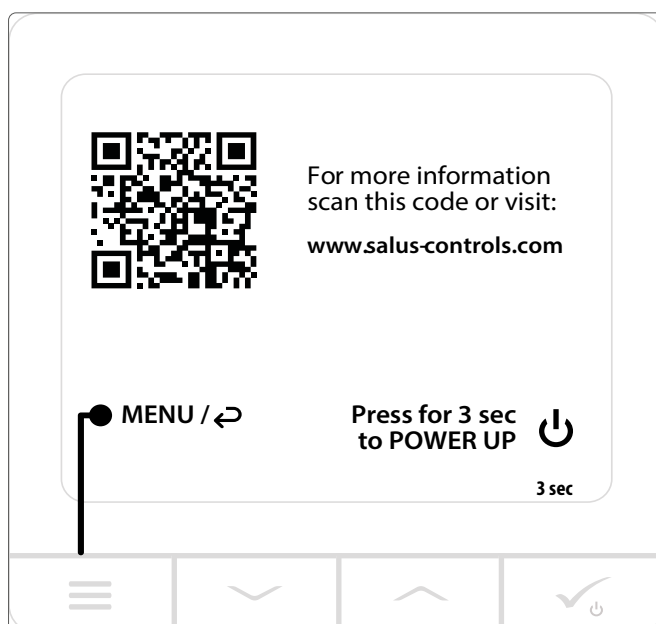 For more information
scan this code or visit:
www.salus-controls.com
MENU /
Press for 3 sec
to POWER UP
3 sec